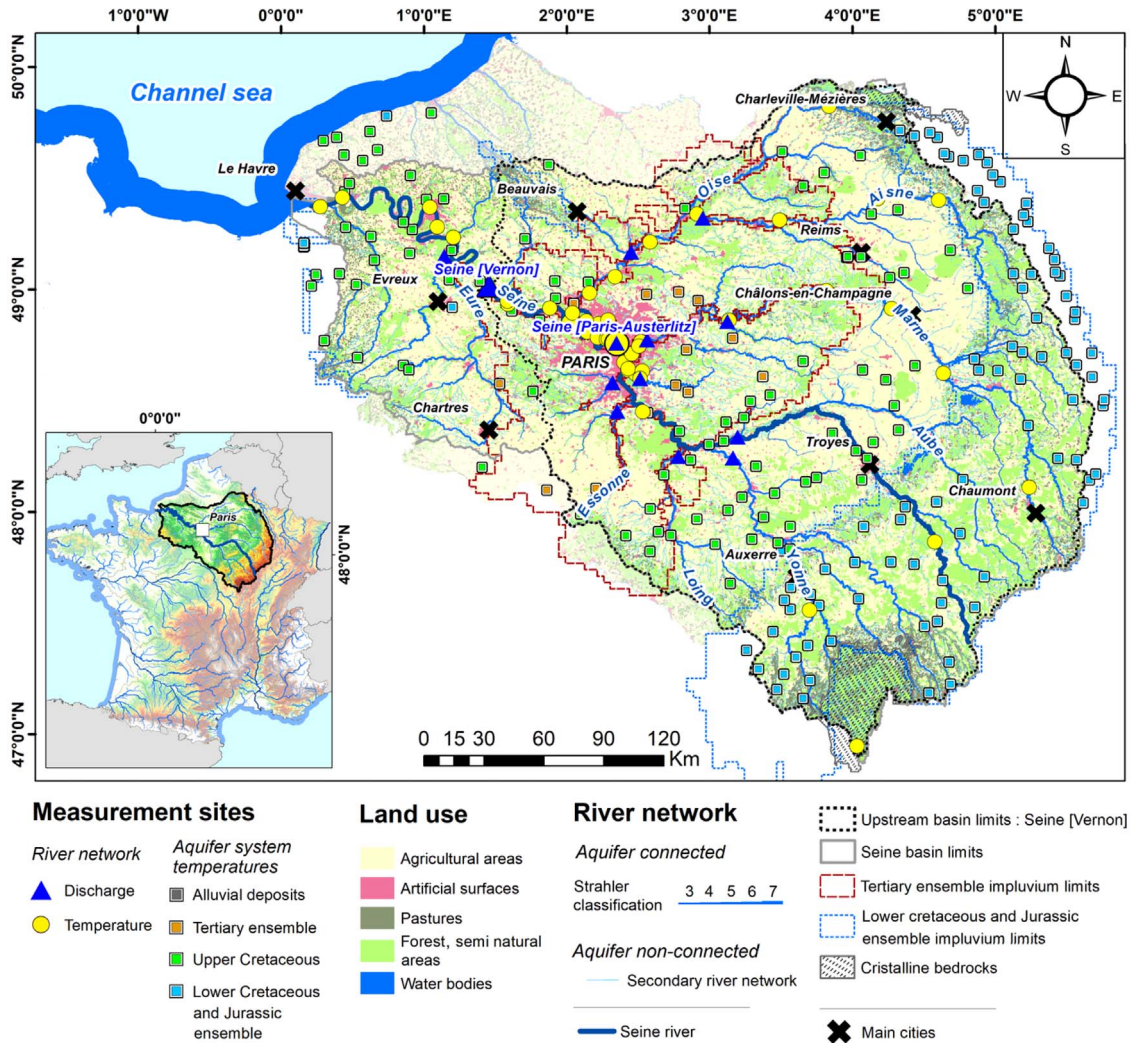 1°0'0"W
0°0'0"
1°0'0"E
2°0'0"E
3°0'0"E
4°0'0"E
5°0'0"E
50°0'0"N
49°0'0"N
48°0'0"N
47°0'0"N
N
W
E
S
Channel sea
Charleville-Mézières
Le Havre
Beauvais
Oise
Aisne
Reims
Seine [Vernon]
Evreux
Eure
Seine
Châlons-en-Champagne
Marne
Seine [Paris-Austerlitz]
PARIS
Chartres
Troyes
Aube
Chaumont
Essonne
Auxerre
Yonne
Loing
0°0'0"
Paris
48°0'0"N
0 15 30 60 90 120
Km
Measurement sites
River network
Discharge
Temperature
Aquifer system
temperatures
Alluvial deposits
Tertiary ensemble
Upper Cretaceous
Lower Cretaceous
and Jurassic
ensemble
Land use
Agricultural areas
Artificial surfaces
Pastures
Forest, semi natural
areas
Water bodies
River network
Aquifer connected
Strahler
classification
3 4 5 6 7
Aquifer non-connected
Secondary river network
Seine river
Upstream basin limits : Seine [Vernon]
Seine basin limits
Tertiary ensemble impluvium limits
Lower cretaceous and Jurassic
ensemble impluvium limits
Cristalline bedrocks
Main cities